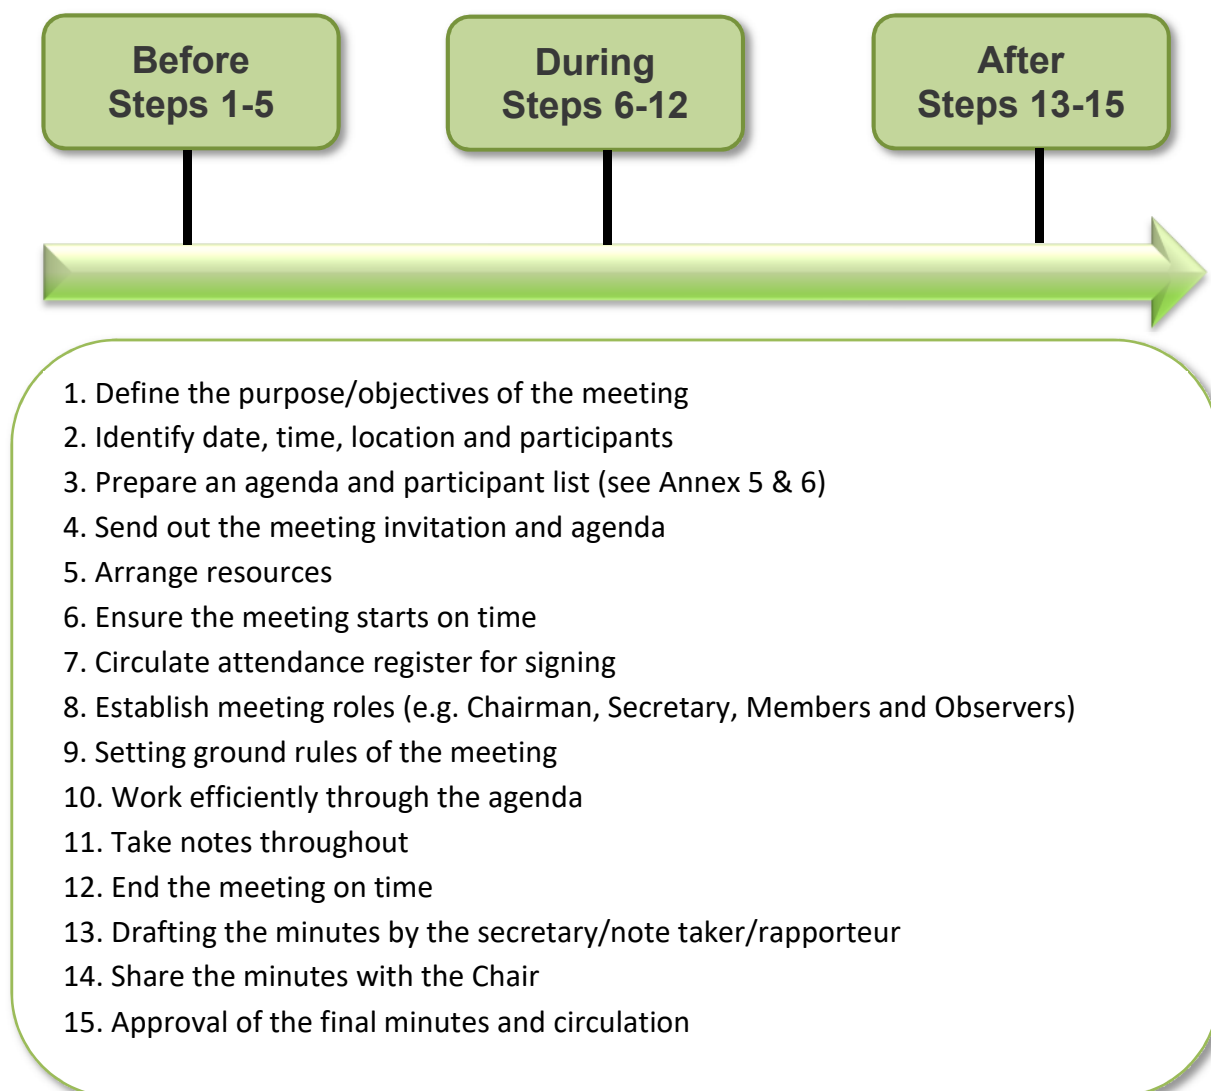 Before
Steps 1-5
During
Steps 6-12
After
Steps 13-15
1. Define the purpose/objectives of the meeting
2. Identify date, time, location and participants
3. Prepare an agenda and participant list (see Annex 5 & 6)
4. Send out the meeting invitation and agenda
5. Arrange resources
6. Ensure the meeting starts on time
7. Circulate attendance register for signing
8. Establish meeting roles (e.g. Chairman, Secretary, Members and Observers)
9. Setting ground rules of the meeting
10. Work efficiently through the agenda
11. Take notes throughout
12. End the meeting on time
13. Drafting the minutes by the secretary/note taker/rapporteur
14. Share the minutes with the Chair
15. Approval of the final minutes and circulation